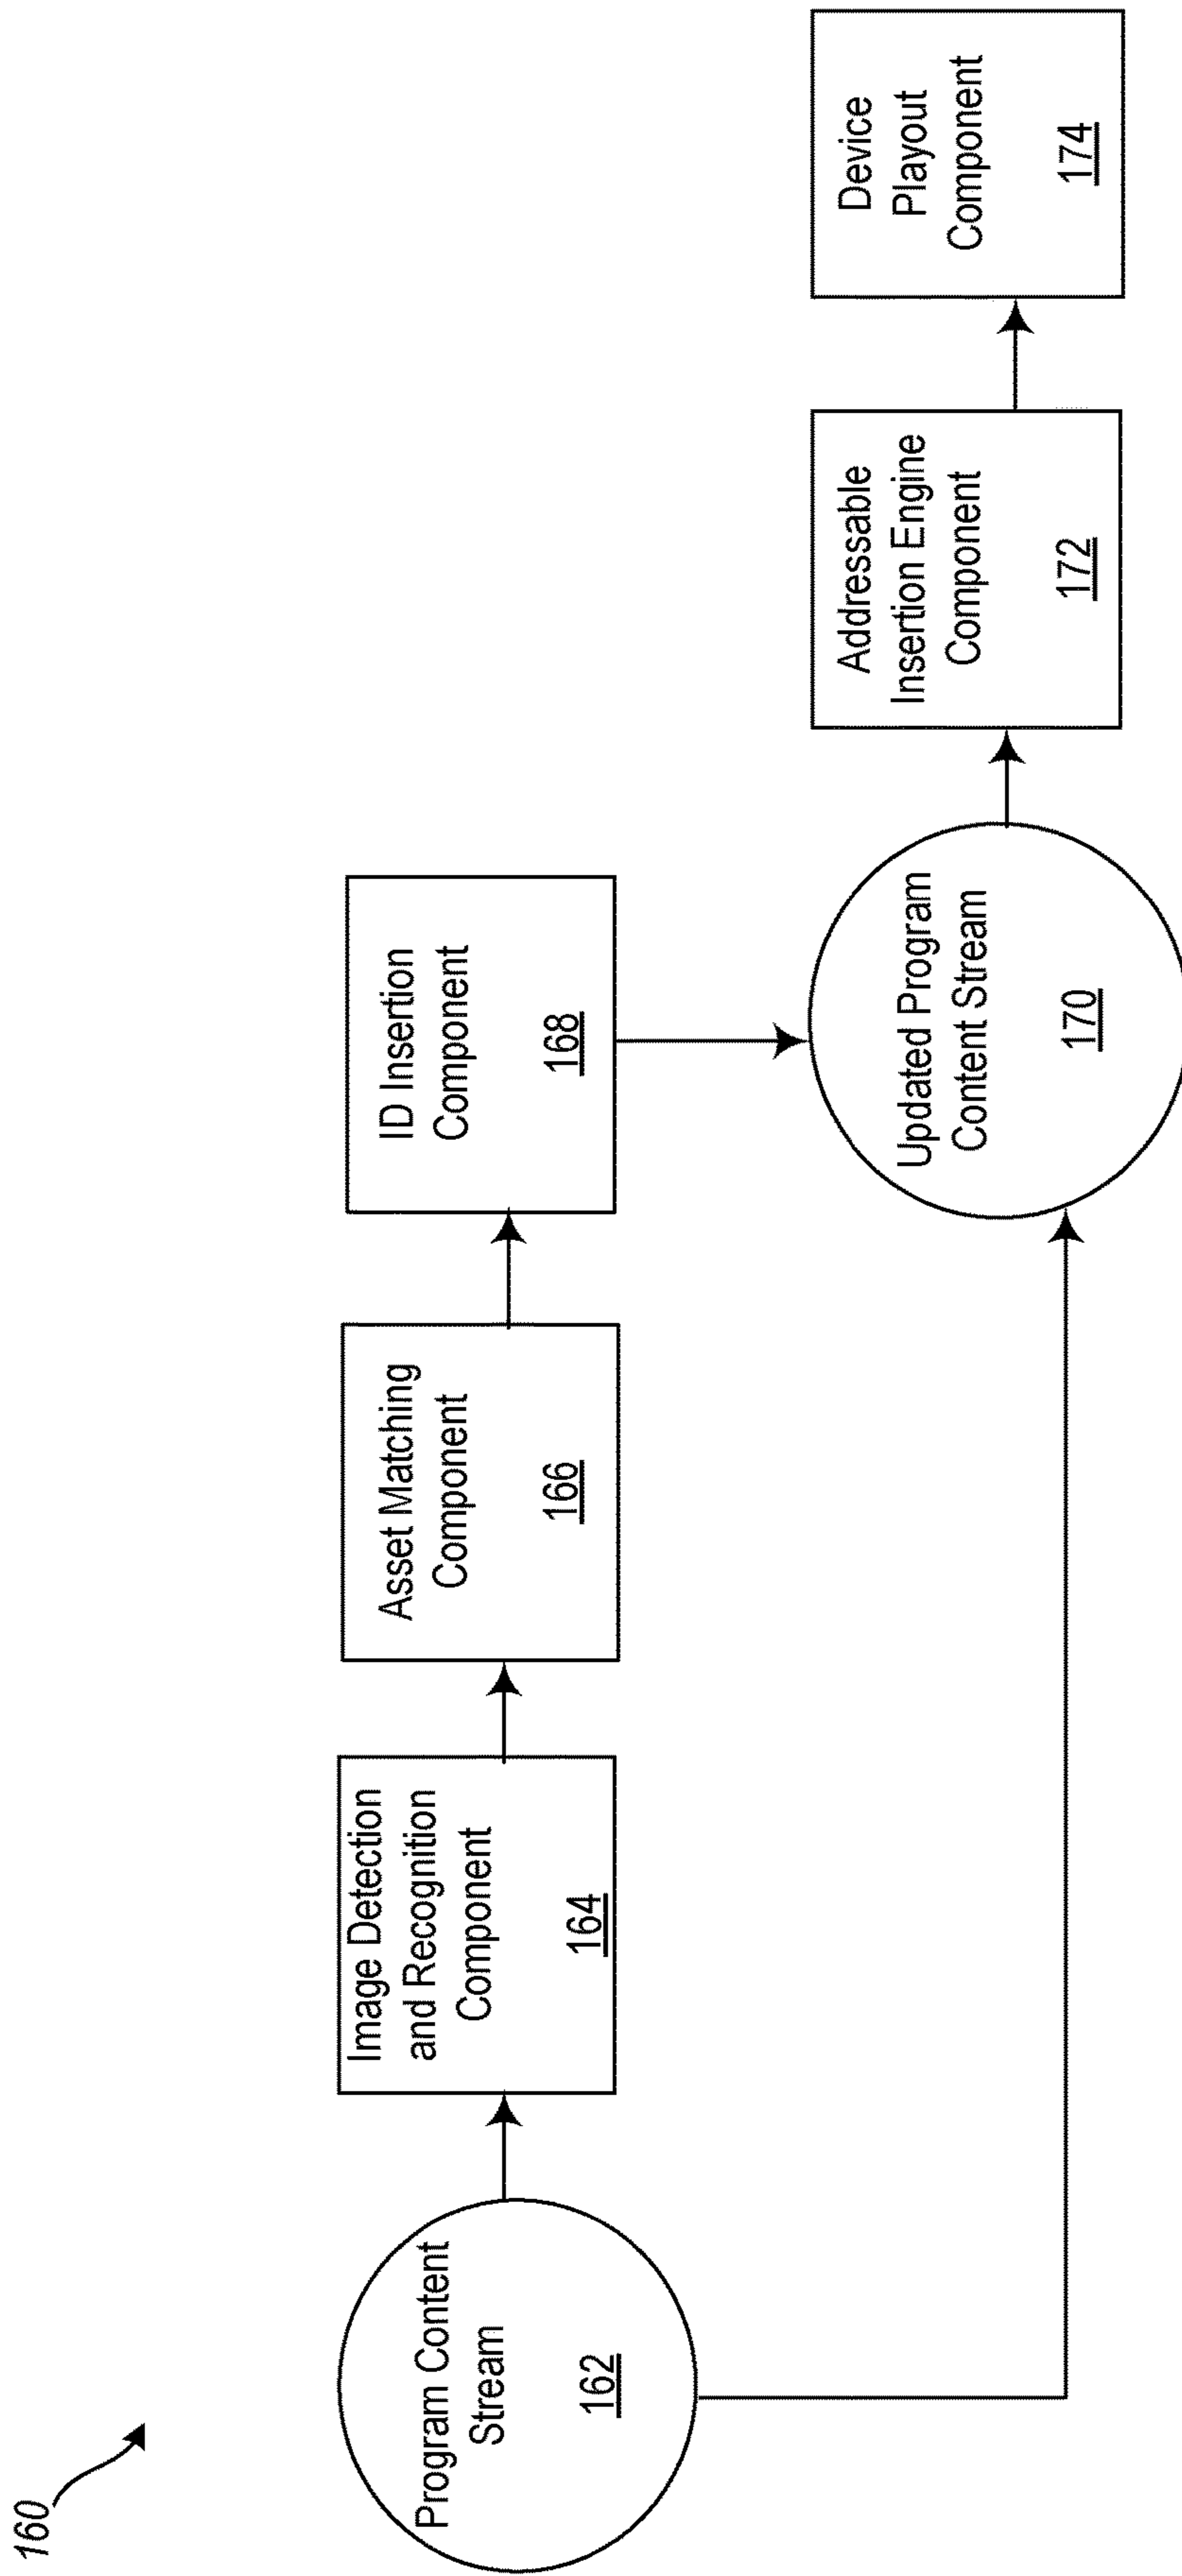 160
Program Content
Stream
162
Image Detection
and Recognition
Component
164
Asset Matching
Component
166
ID Insertion
Component
168
Updated Program
Content Stream
170
Addressable
Insertion Engine
Component
172
Device
Playout
Component
174